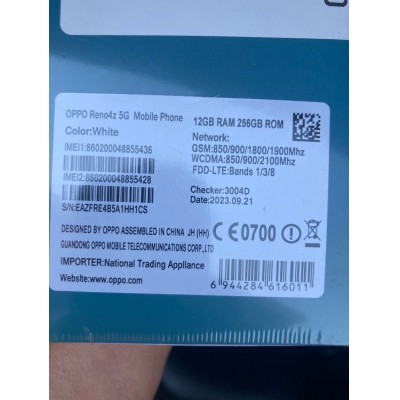 OPPO Reno4z 5G Mobile Phone
Color:White
IMEI1:860200048855436
IMEI2:860200048855428
S/N:EAZFRE485A1HH1CS
12GB RAM 256GB ROM
Network:
GSM:850/900/1800/1900Mhz
WCDMA:850/900/2100Mhz
FDD-LTE:Bands 1/3/8
Checker:3004D
Date:2023.09.21
DESIGNED BY OPPO ASSEMBLED IN CHINA JH (HH)
GUANDONG OPPO MOBILE TELECOMMUNICATIONS CORP.,LTD.
IMPORTER:National Trading Appliance
Website:www.oppo.com
CE0700
6 944284 616011